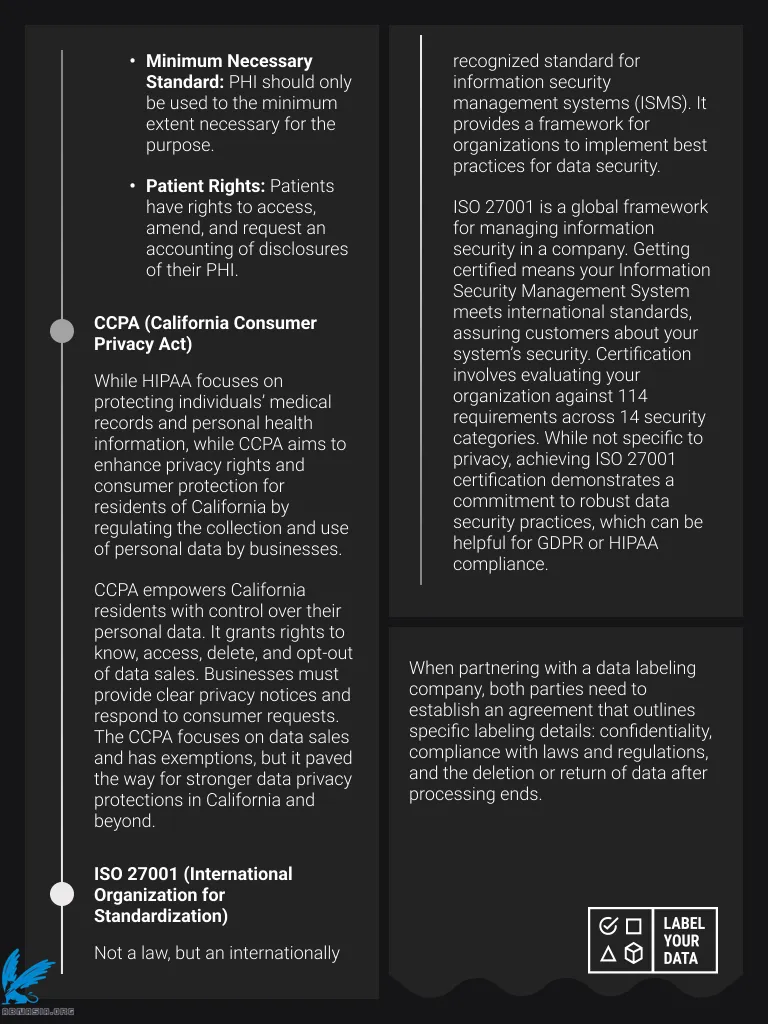 • Minimum Necessary
Standard: PHI should only
be used to the minimum
extent necessary for the
purpose.
• Patient Rights: Patients
have rights to access,
amend, and request an
accounting of disclosures
of their PHI.
CCPA (California Consumer
Privacy Act)
While HIPAA focuses on
protecting individuals’ medical
records and personal health
information, while CCPA aims to
enhance privacy rights and
consumer protection for
residents of California by
regulating the collection and use
of personal data by businesses.
CCPA empowers California
residents with control over their
personal data. It grants rights to
know, access, delete, and opt-out
of data sales. Businesses must
provide clear privacy notices and
respond to consumer requests.
The CCPA focuses on data sales
and has exemptions, but it paved
the way for stronger data privacy
protections in California and
beyond.
ISO 27001 (International
Organization for
Standardization)
Not a law, but an internationally
recognized standard for
information security
management systems (ISMS). It
provides a framework for
organizations to implement best
practices for data security.
ISO 27001 is a global framework
for managing information
security in a company. Getting
certified means your Information
Security Management System
meets international standards,
assuring customers about your
system’s security. Certification
involves evaluating your
organization against 114
requirements across 14 security
categories. While not specific to
privacy, achieving ISO 27001
certification demonstrates a
commitment to robust data
security practices, which can be
helpful for GDPR or HIPAA
compliance.
When partnering with a data labeling
company, both parties need to
establish an agreement that outlines
specific labeling details: confidentiality,
compliance with laws and regulations,
and the deletion or return of data after
processing ends.
LABEL
YOUR
DATA
ABNASIA.ORG